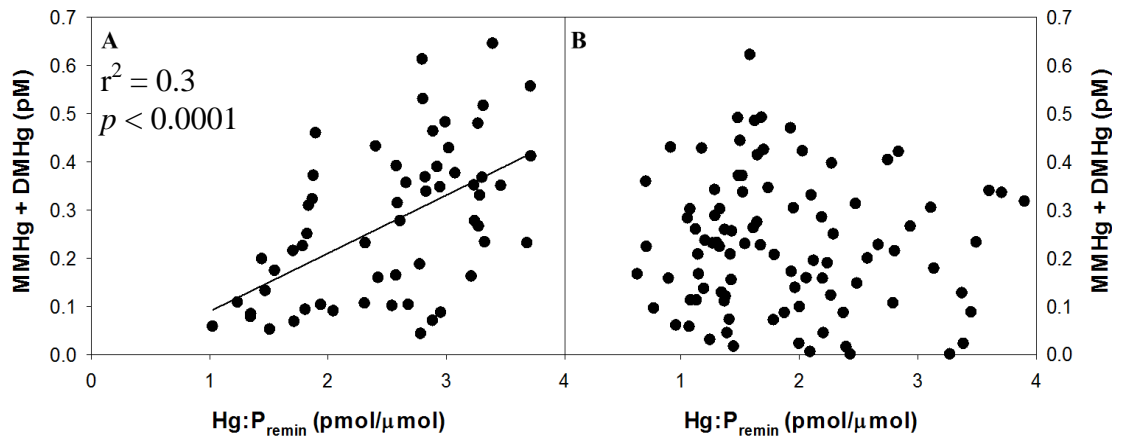 A
r² = 0.3
p < 0.0001
MMHg + DMHg (pM)
0.7
0.6
0.5
0.4
0.3
0.2
0.1
0.0
0 1 2 3 4
Hg:Premin (pmol/μmol)
B
1 2 3 4
Hg:Premin (pmol/μmol)
0.7
0.6
0.5
0.4
0.3
0.2
0.1
0.0
MMHg + DMHg (pM)